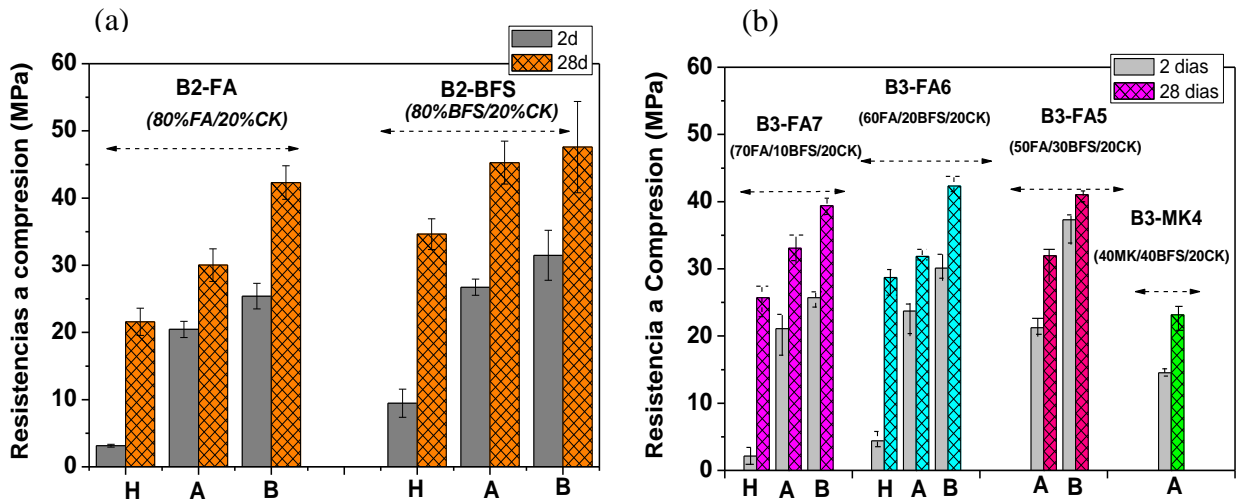 (a)
2d
28d
B2-FA
(80%FA/20%CK)
B2-BFS
(80%BFS/20%CK)
Resistencias a compresion (MPa)
60
50
40
30
20
10
0
H A B H A B
(b)
2 dias
28 dias
B3-FA7
(70FA/10BFS/20CK)
B3-FA6
(60FA/20BFS/20CK)
B3-FA5
(50FA/30BFS/20CK)
B3-MK4
(40MK/40BFS/20CK)
Resistencia a Compresion (MPa)
60
50
40
30
20
10
0
H A B H A B A B A